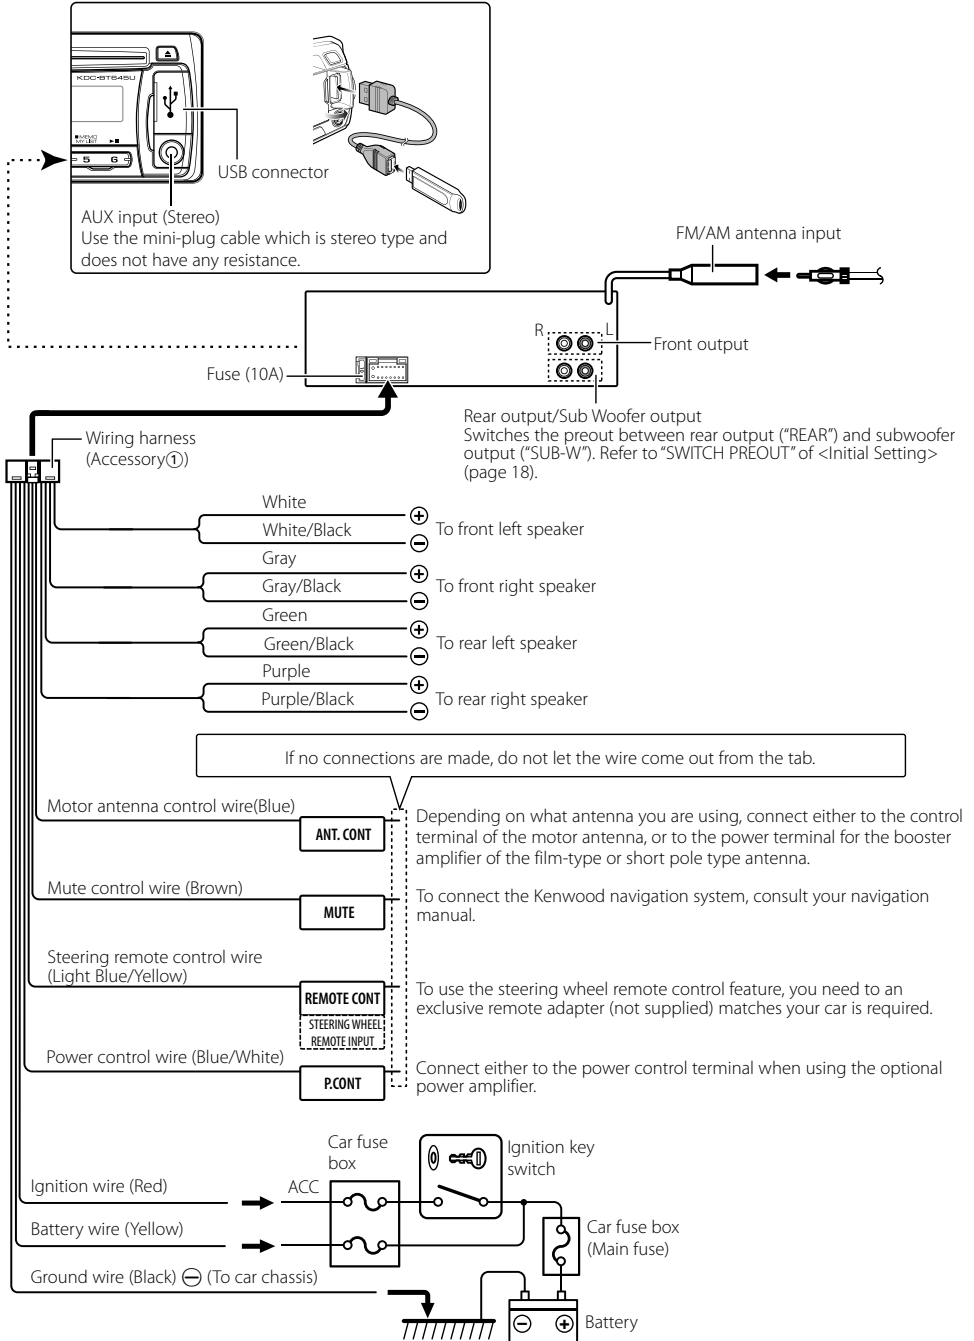 KDC-BT645U
■MEMO
MY LIST
5 6
USB connector
AUX input (Stereo)
Use the mini-plug cable which is stereo type and
does not have any resistance.
FM/AM antenna input
R L
Front output
Fuse (10A)
Rear output/Sub Woofer output
Switches the preout between rear output (“REAR”) and subwoofer
output (“SUB-W”). Refer to “SWITCH PREOUT” of <Initial Setting>
(page 18).
Wiring harness
(Accessory①)
White
White/Black
⊕
⊖
To front left speaker
Gray
Gray/Black
⊕
⊖
To front right speaker
Green
Green/Black
⊕
⊖
To rear left speaker
Purple
Purple/Black
⊕
⊖
To rear right speaker
If no connections are made, do not let the wire come out from the tab.
Motor antenna control wire(Blue)
ANT. CONT
Depending on what antenna you are using, connect either to the control
terminal of the motor antenna, or to the power terminal for the booster
amplifier of the film-type or short pole type antenna.
Mute control wire (Brown)
MUTE
To connect the Kenwood navigation system, consult your navigation
manual.
Steering remote control wire
(Light Blue/Yellow)
REMOTE CONT
STEERING WHEEL
REMOTE INPUT
To use the steering wheel remote control feature, you need to an
exclusive remote adapter (not supplied) matches your car is required.
Power control wire (Blue/White)
P.CONT
Connect either to the power control terminal when using the optional
power amplifier.
Car fuse
box
Ignition key
switch
Ignition wire (Red)
ACC
Battery wire (Yellow)
Car fuse box
(Main fuse)
Ground wire (Black) ⊖ (To car chassis)
⊖ ⊕ Battery